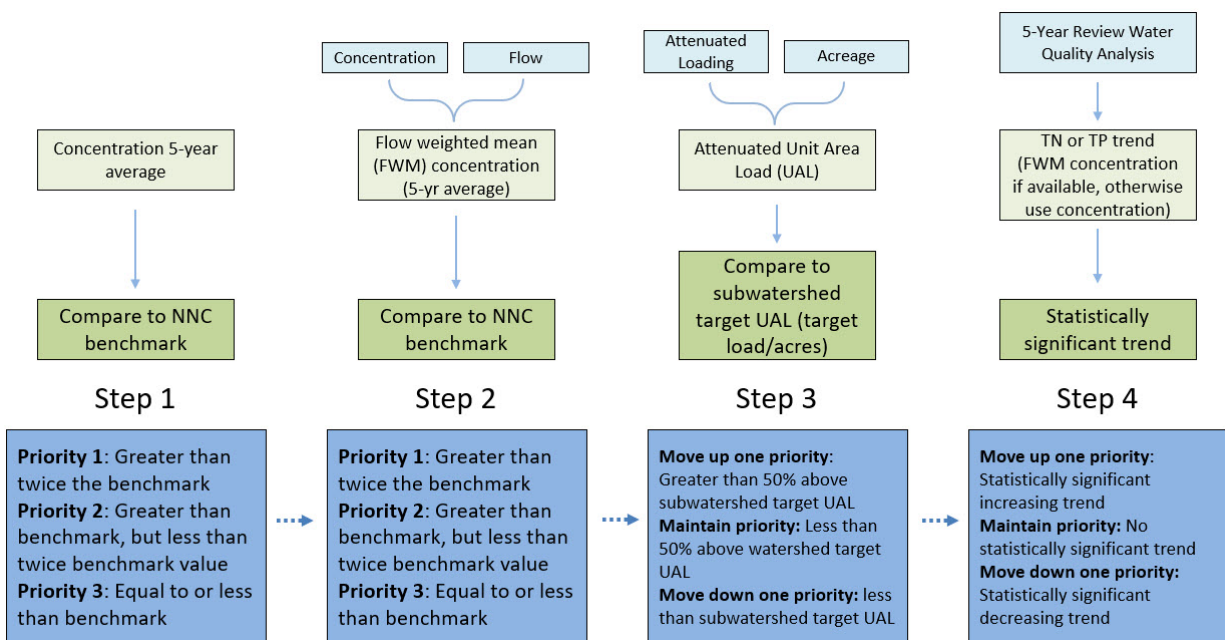 Concentration 5-year
average
Compare to NNC
benchmark
Step 1
Priority 1: Greater than
twice the benchmark
Priority 2: Greater than
benchmark, but less than
twice benchmark value
Priority 3: Equal to or less
than benchmark
Concentration
Flow
Flow weighted mean
(FWM) concentration
(5-yr average)
Compare to NNC
benchmark
Step 2
Priority 1: Greater than
twice the benchmark
Priority 2: Greater than
benchmark, but less than
twice benchmark value
Priority 3: Equal to or less
than benchmark
Attenuated
Loading
Acreage
Attenuated Unit Area
Load (UAL)
Compare to
subwatershed
target UAL (target
load/acres)
Step 3
Move up one priority:
Greater than 50% above
subwatershed target UAL
Maintain priority: Less than
50% above watershed target
UAL
Move down one priority: less
than subwatershed target UAL
5-Year Review Water
Quality Analysis
TN or TP trend
(FWM concentration
if available, otherwise
use concentration)
Statistically
significant trend
Step 4
Move up one priority:
Statistically significant
increasing trend
Maintain priority: No
statistically significant trend
Move down one priority:
Statistically significant
decreasing trend